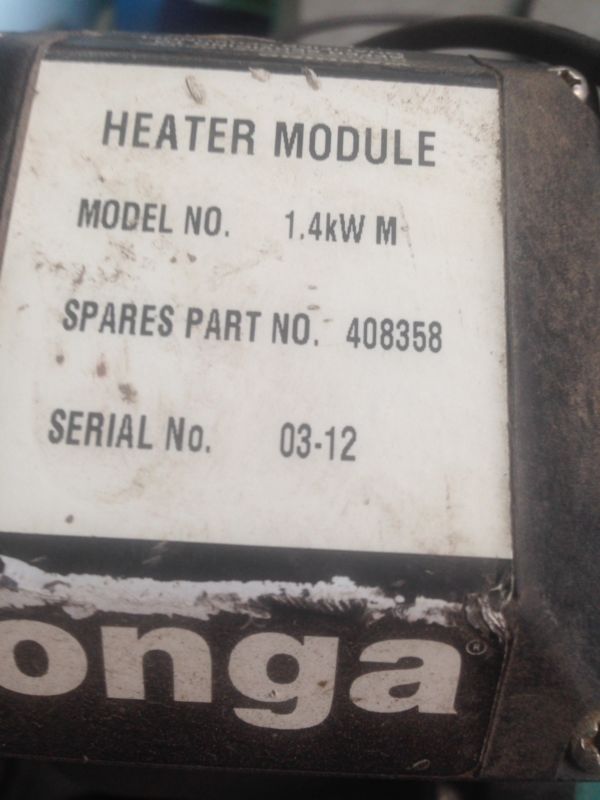 HEATER MODULE
MODEL NO. 1.4kW M
SPARES PART NO. 408358
SERIAL No. 03-12
onga®